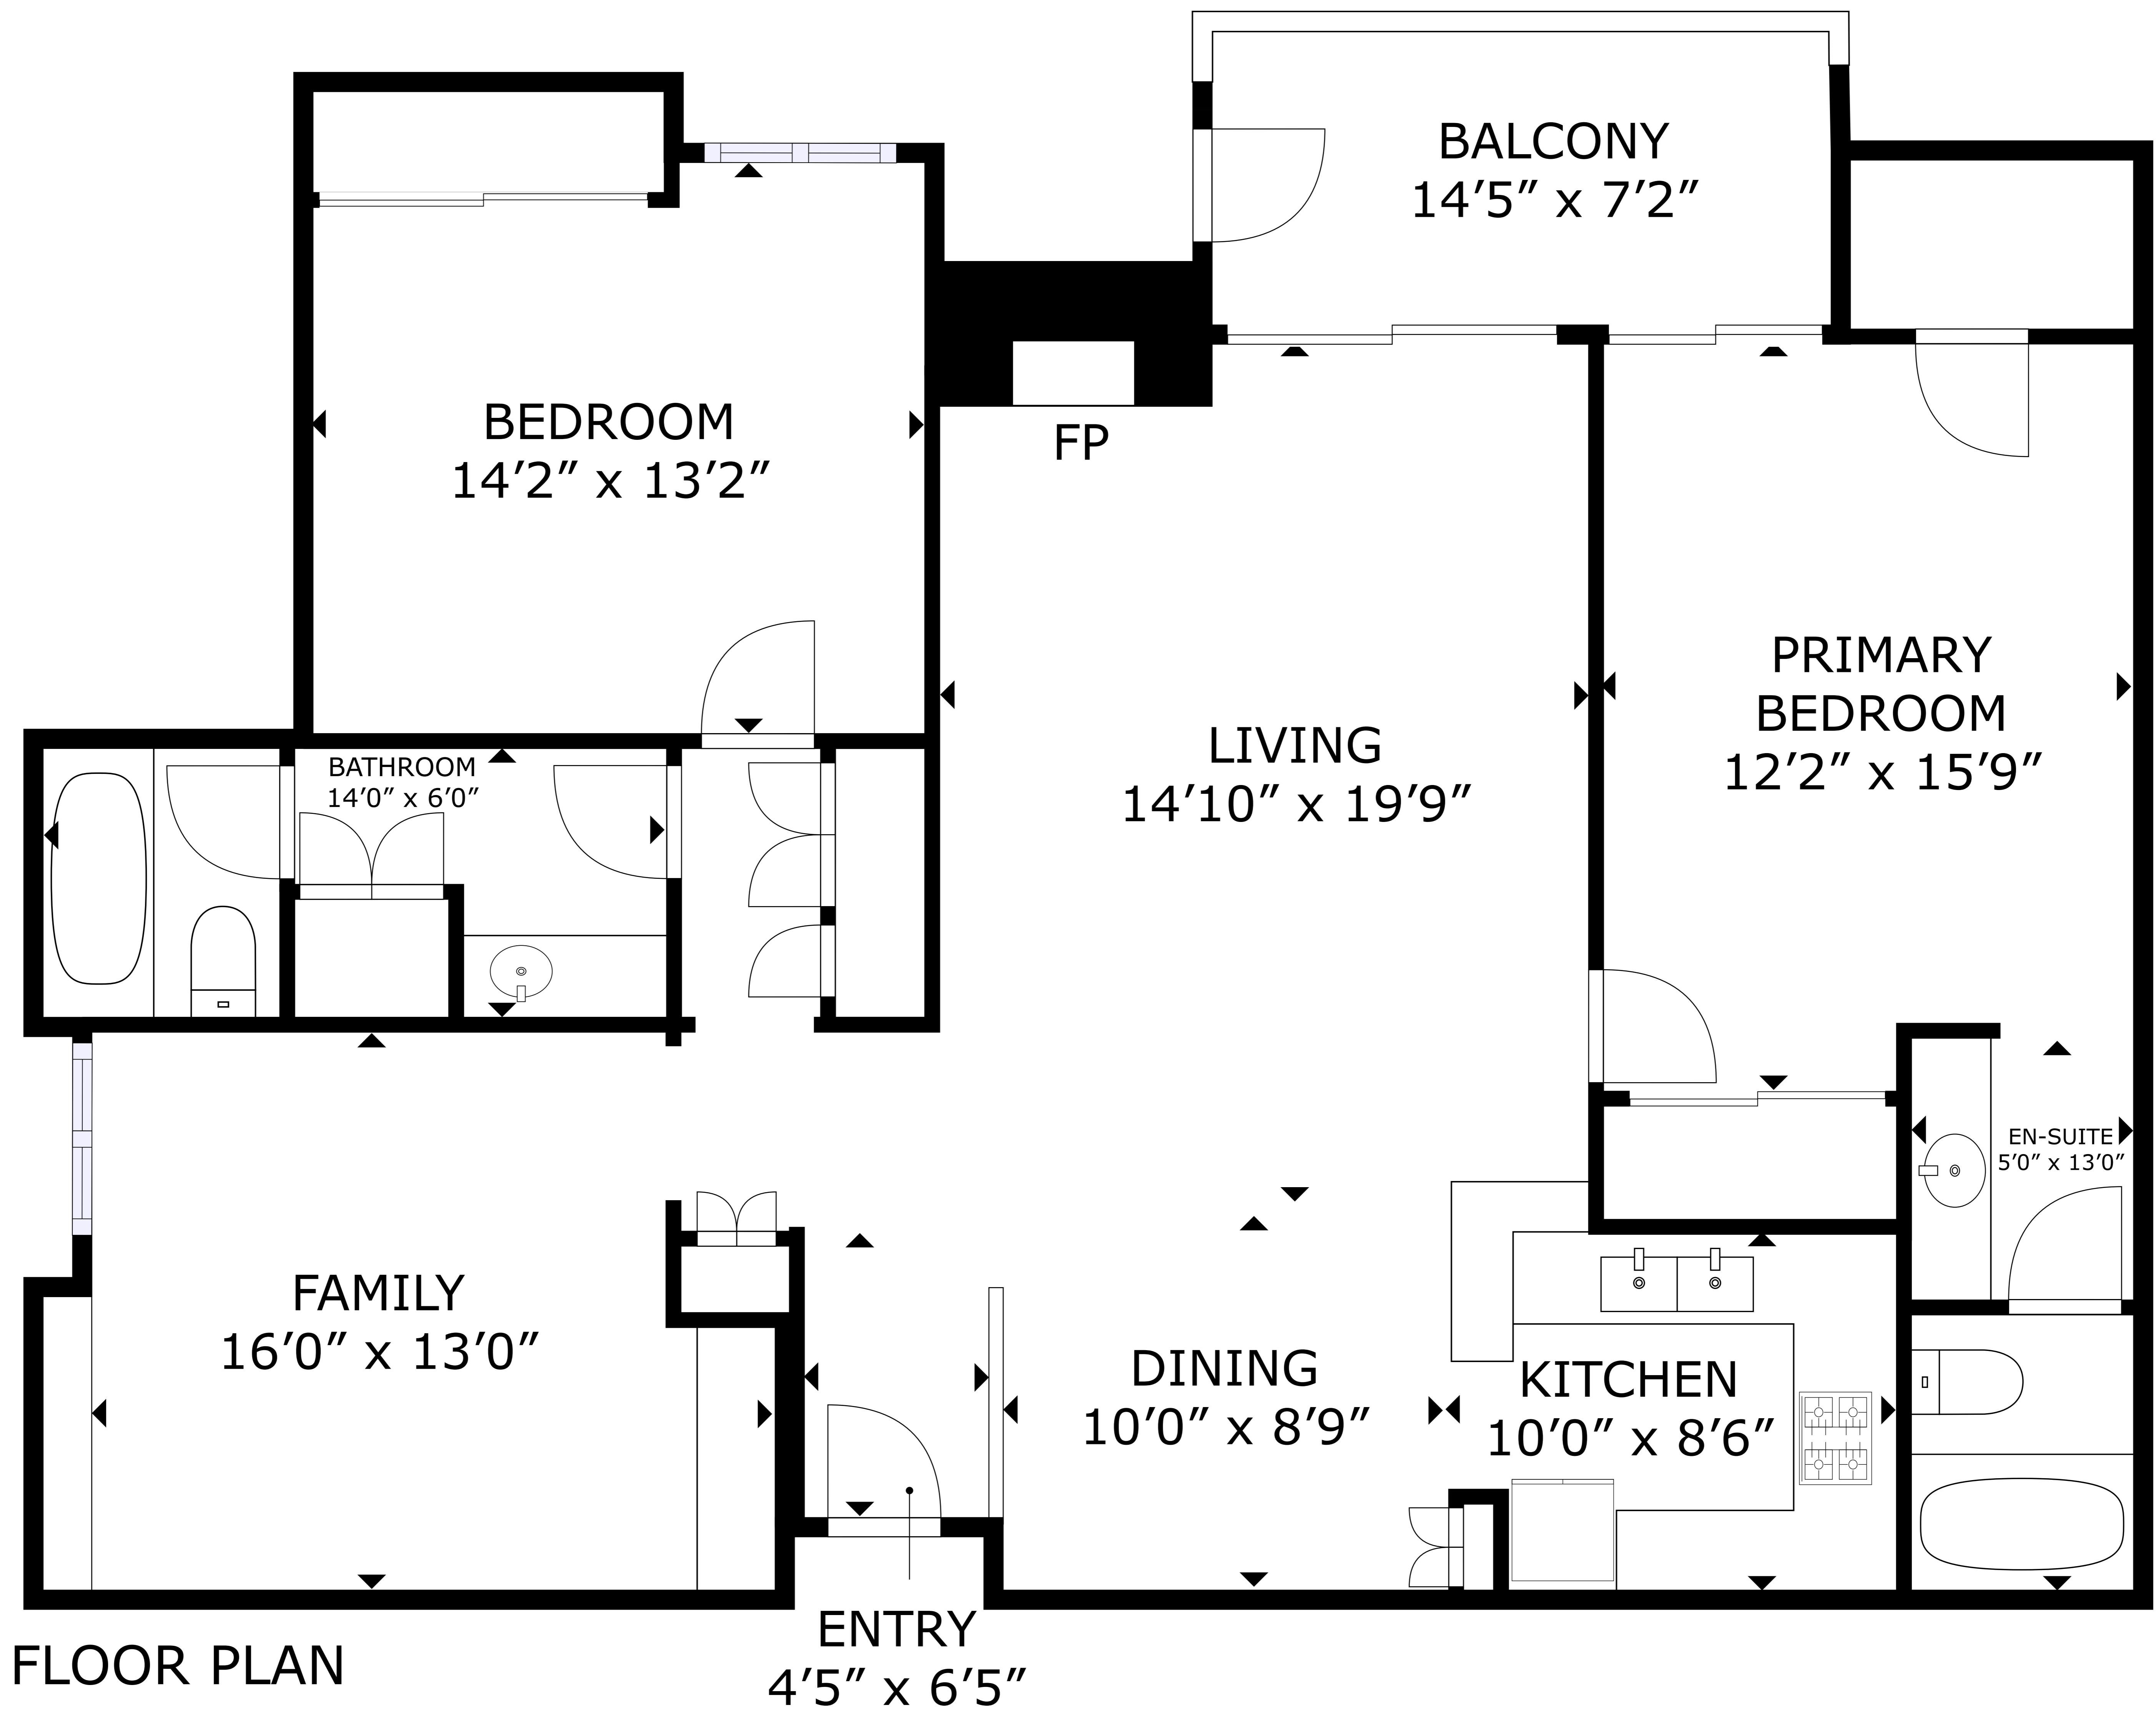 BALCONY
14’5” x 7’2”
BEDROOM
14’2” x 13’2”
FP
PRIMARY
BEDROOM
12’2” x 15’9”
LIVING
14’10” x 19’9”
BATHROOM
14’0” x 6’0”
EN-SUITE
5’0” x 13’0”
FAMILY
16’0” x 13’0”
DINING
10’0” x 8’9”
KITCHEN
10’0” x 8’6”
ENTRY
4’5” x 6’5”
FLOOR PLAN